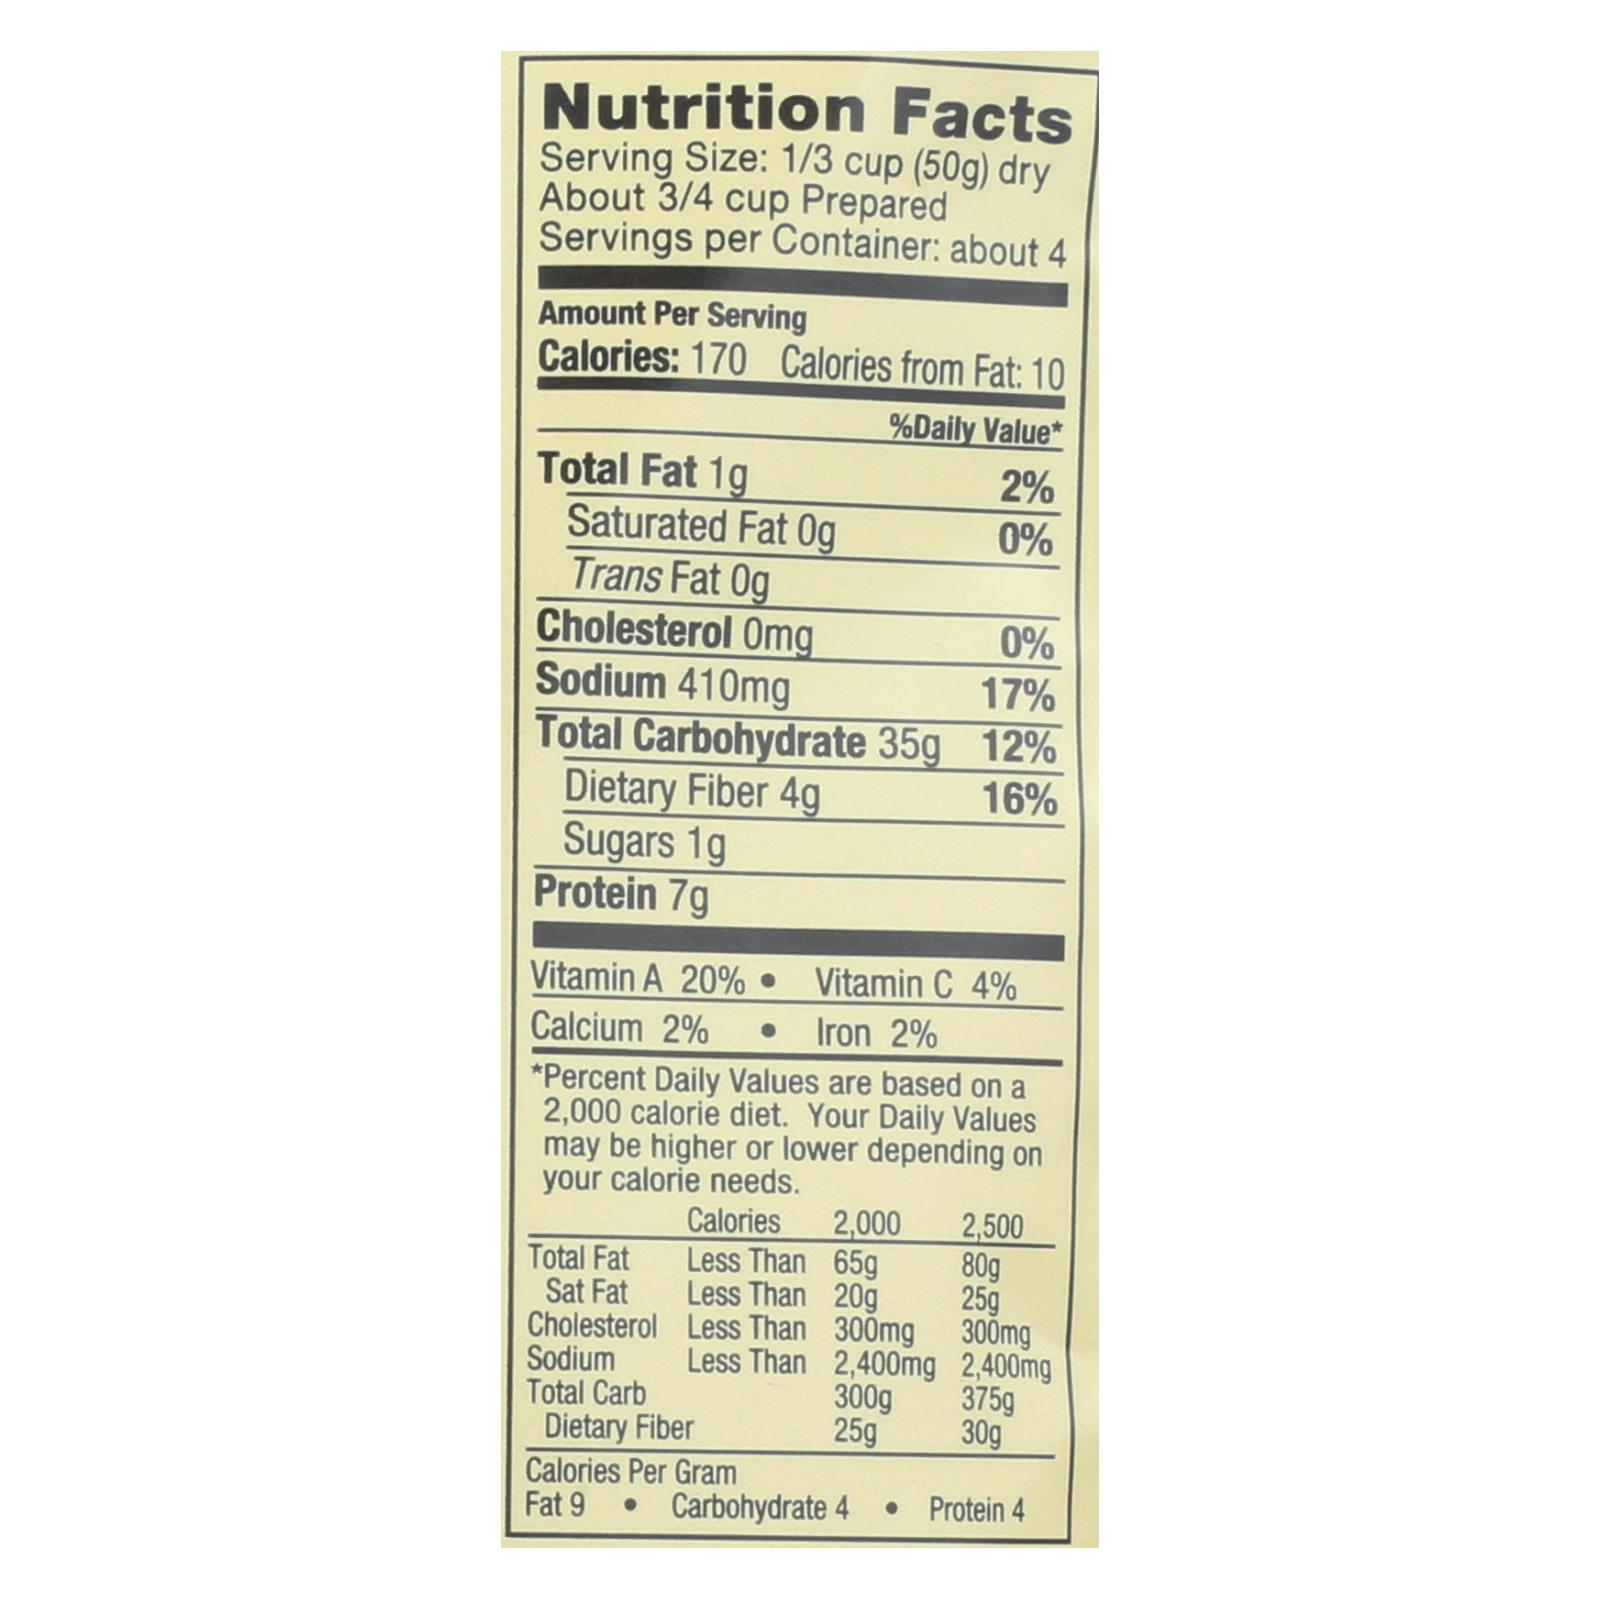 Nutrition Facts
Serving Size: 1/3 cup (50g) dry
About 3/4 cup Prepared
Servings per Container: about 4
Amount Per Serving
Calories: 170 Calories from Fat: 10
%Daily Value*
Total Fat 1g 2%
Saturated Fat 0g 0%
Trans Fat 0g
Cholesterol 0mg 0%
Sodium 410mg 17%
Total Carbohydrate 35g 12%
Dietary Fiber 4g 16%
Sugars 1g
Protein 7g
Vitamin A 20% • Vitamin C 4%
Calcium 2% • Iron 2%
*Percent Daily Values are based on a
2,000 calorie diet. Your Daily Values
may be higher or lower depending on
your calorie needs.
Calories 2,000 2,500
Total Fat Less Than 65g 80g
Sat Fat Less Than 20g 25g
Cholesterol Less Than 300mg 300mg
Sodium Less Than 2,400mg 2,400mg
Total Carb 300g 375g
Dietary Fiber 25g 30g
Calories Per Gram
Fat 9 • Carbohydrate 4 • Protein 4